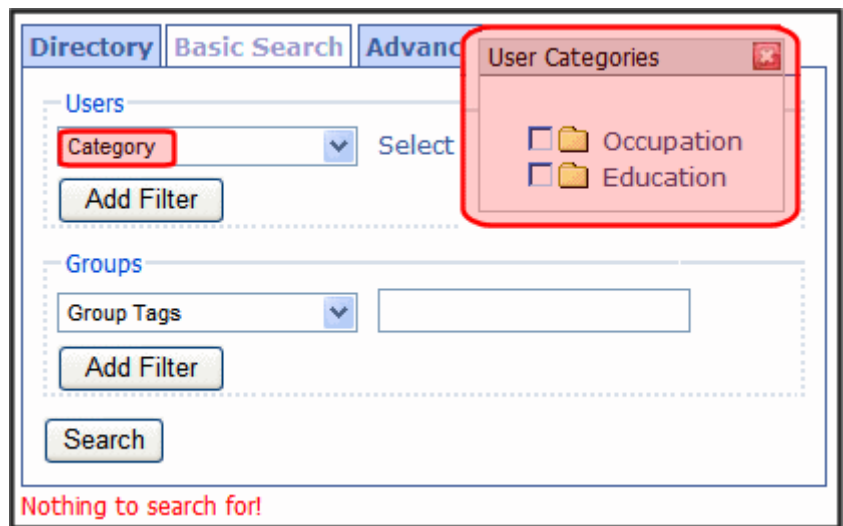 Directory Basic Search Advanc
User Categories
Users
Category Select
Occupation
Education
Add Filter
Groups
Group Tags
Add Filter
Search
Nothing to search for!